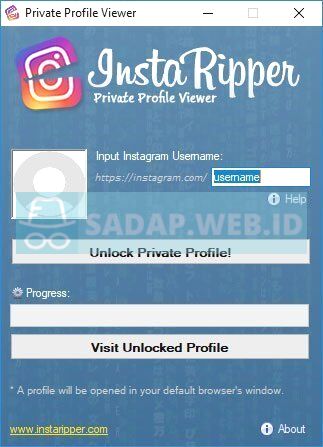 Private Profile Viewer
InstaRipper
Private Profile Viewer
Input Instagram Username:
https://instagram.com/ username
Help
SADAP.WEB.ID
Unlock Private Profile!
Progress:
Visit Unlocked Profile
* A profile will be opened in your default browser's window.
www.instaripper.com About